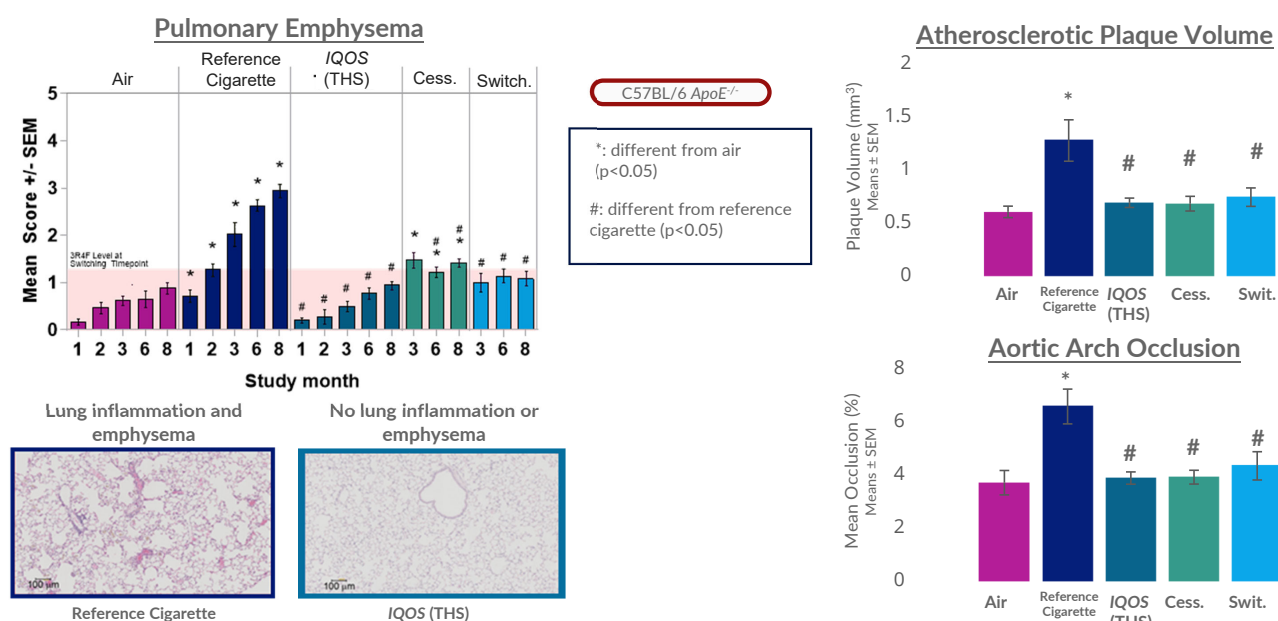 Pulmonary Emphysema
Air
Reference
Cigarette
IQOS
(THS)
Cess.
Switch.
Mean Score +/- SEM
5
4
3
2
1
0
3R4F Level at
Switching Timepoint
* * * * *
# # # # #
* # * # *
# # #
1 2 3 6 8 1 2 3 6 8 1 2 3 6 8 3 6 8 3 6 8
Study month
Lung inflammation and
emphysema
No lung inflammation or
emphysema
100 µm
100 µm
Reference Cigarette
IQOS (THS)
C57BL/6 ApoE-/-
*: different from air
(p<0.05)
#: different from reference
cigarette (p<0.05)
Atherosclerotic Plaque Volume
Plaque Volume (mm3)
Means ± SEM
2
1.5
1
0.5
0
* # # #
Air
Reference
Cigarette
IQOS
(THS)
Cess.
Swit.
Aortic Arch Occlusion
Mean Occlusion (%)
Means ± SEM
8
6
4
2
0
* # # #
Air
Reference
Cigarette
IQOS
(THS)
Cess.
Swit.